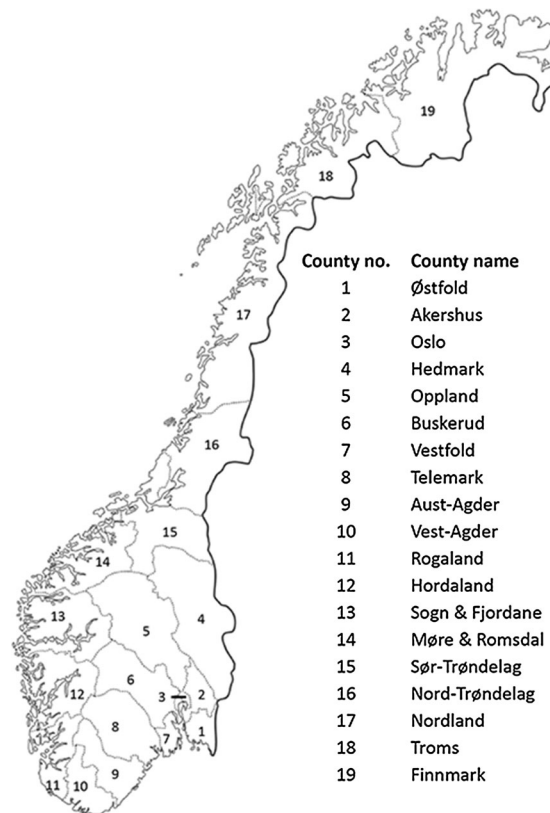 19
18
17
16
15
14
13
5
4
6
12
3
2
8
7
1
9
11
10
County no. County name
1 Østfold
2 Akershus
3 Oslo
4 Hedmark
5 Oppland
6 Buskerud
7 Vestfold
8 Telemark
9 Aust-Agder
10 Vest-Agder
11 Rogaland
12 Hordaland
13 Sogn & Fjordane
14 Møre & Romsdal
15 Sør-Trøndelag
16 Nord-Trøndelag
17 Nordland
18 Troms
19 Finnmark